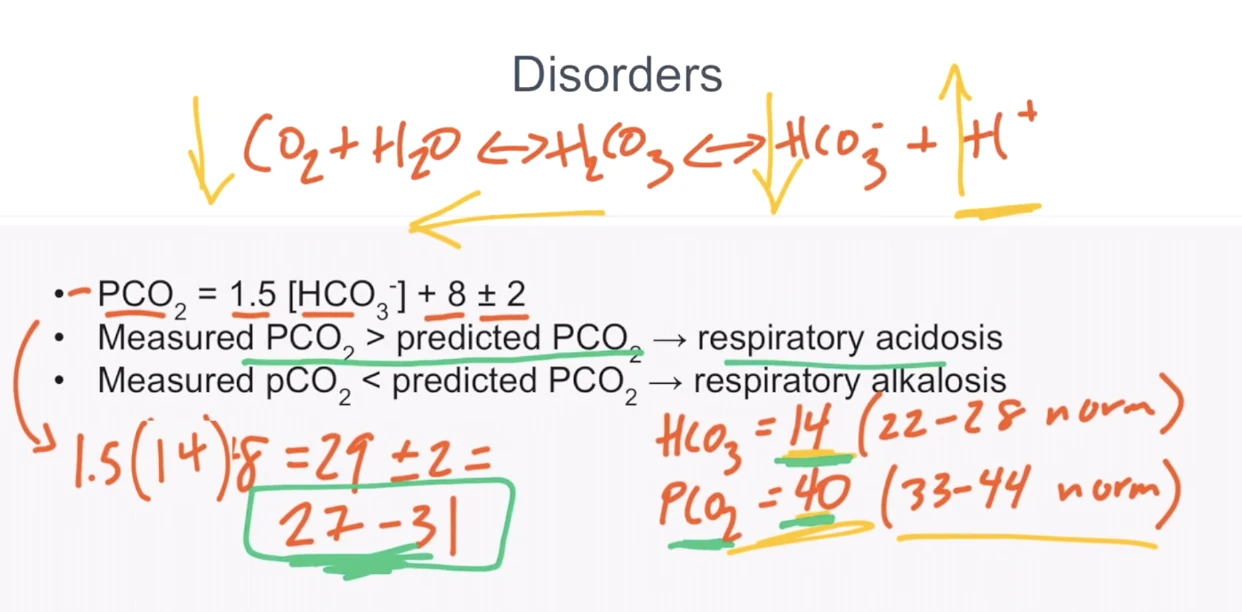 Disorders
CO₂ + H₂O ↔ H₂CO₃ ↔ HCO₃⁻ + H⁺
• PCO₂ = 1.5 [HCO₃⁻] + 8 ± 2
• Measured PCO₂ > predicted PCO₂ → respiratory acidosis
• Measured pCO₂ < predicted PCO₂ → respiratory alkalosis
HCO₃ = 14 (22-28 norm)
1.5(14)+8 = 29 ± 2 =
PCO₂ = 40 (33-44 norm)
27-31